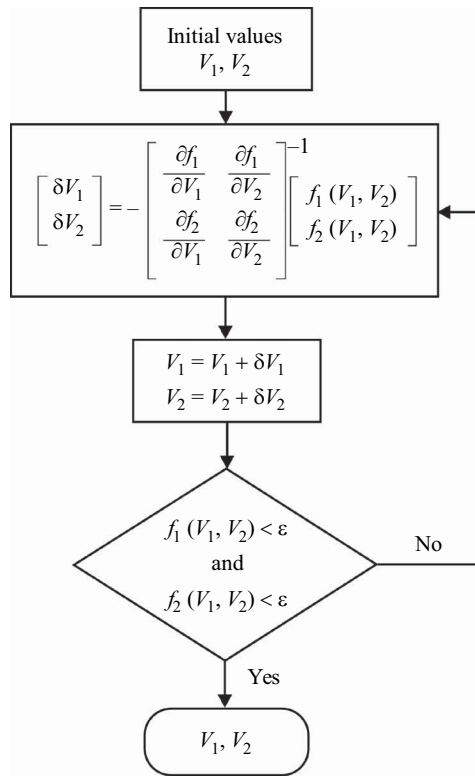 Initial values
V₁, V₂
[δV₁ δV₂] = − [∂f₁/∂V₁ ∂f₁/∂V₂ ∂f₂/∂V₁ ∂f₂/∂V₂]⁻¹ [f₁ (V₁, V₂) f₂ (V₁, V₂)]
V₁ = V₁ + δV₁
V₂ = V₂ + δV₂
f₁ (V₁, V₂) < ε
and
f₂ (V₁, V₂) < ε
No
Yes
V₁, V₂